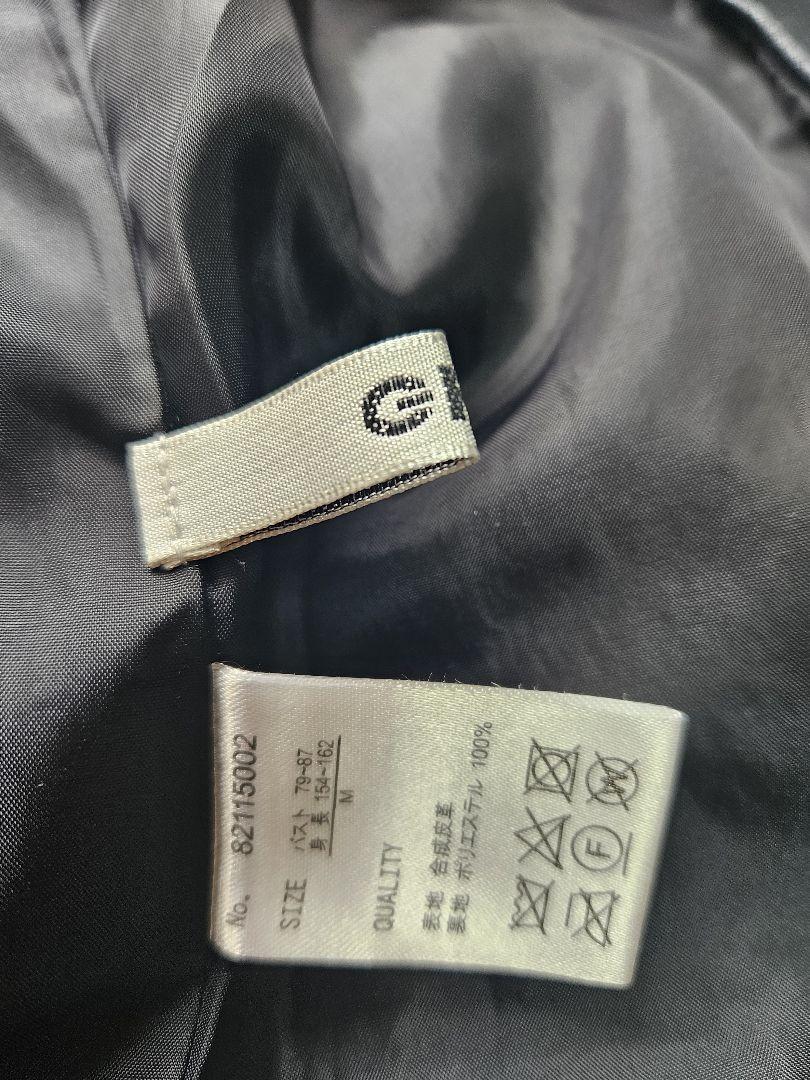 G
No. 82115002
SIZE バスト 79~87
身長 154~162
M
QUALITY
表地 合成皮革
裏地 ポリエステル 100%
F
W